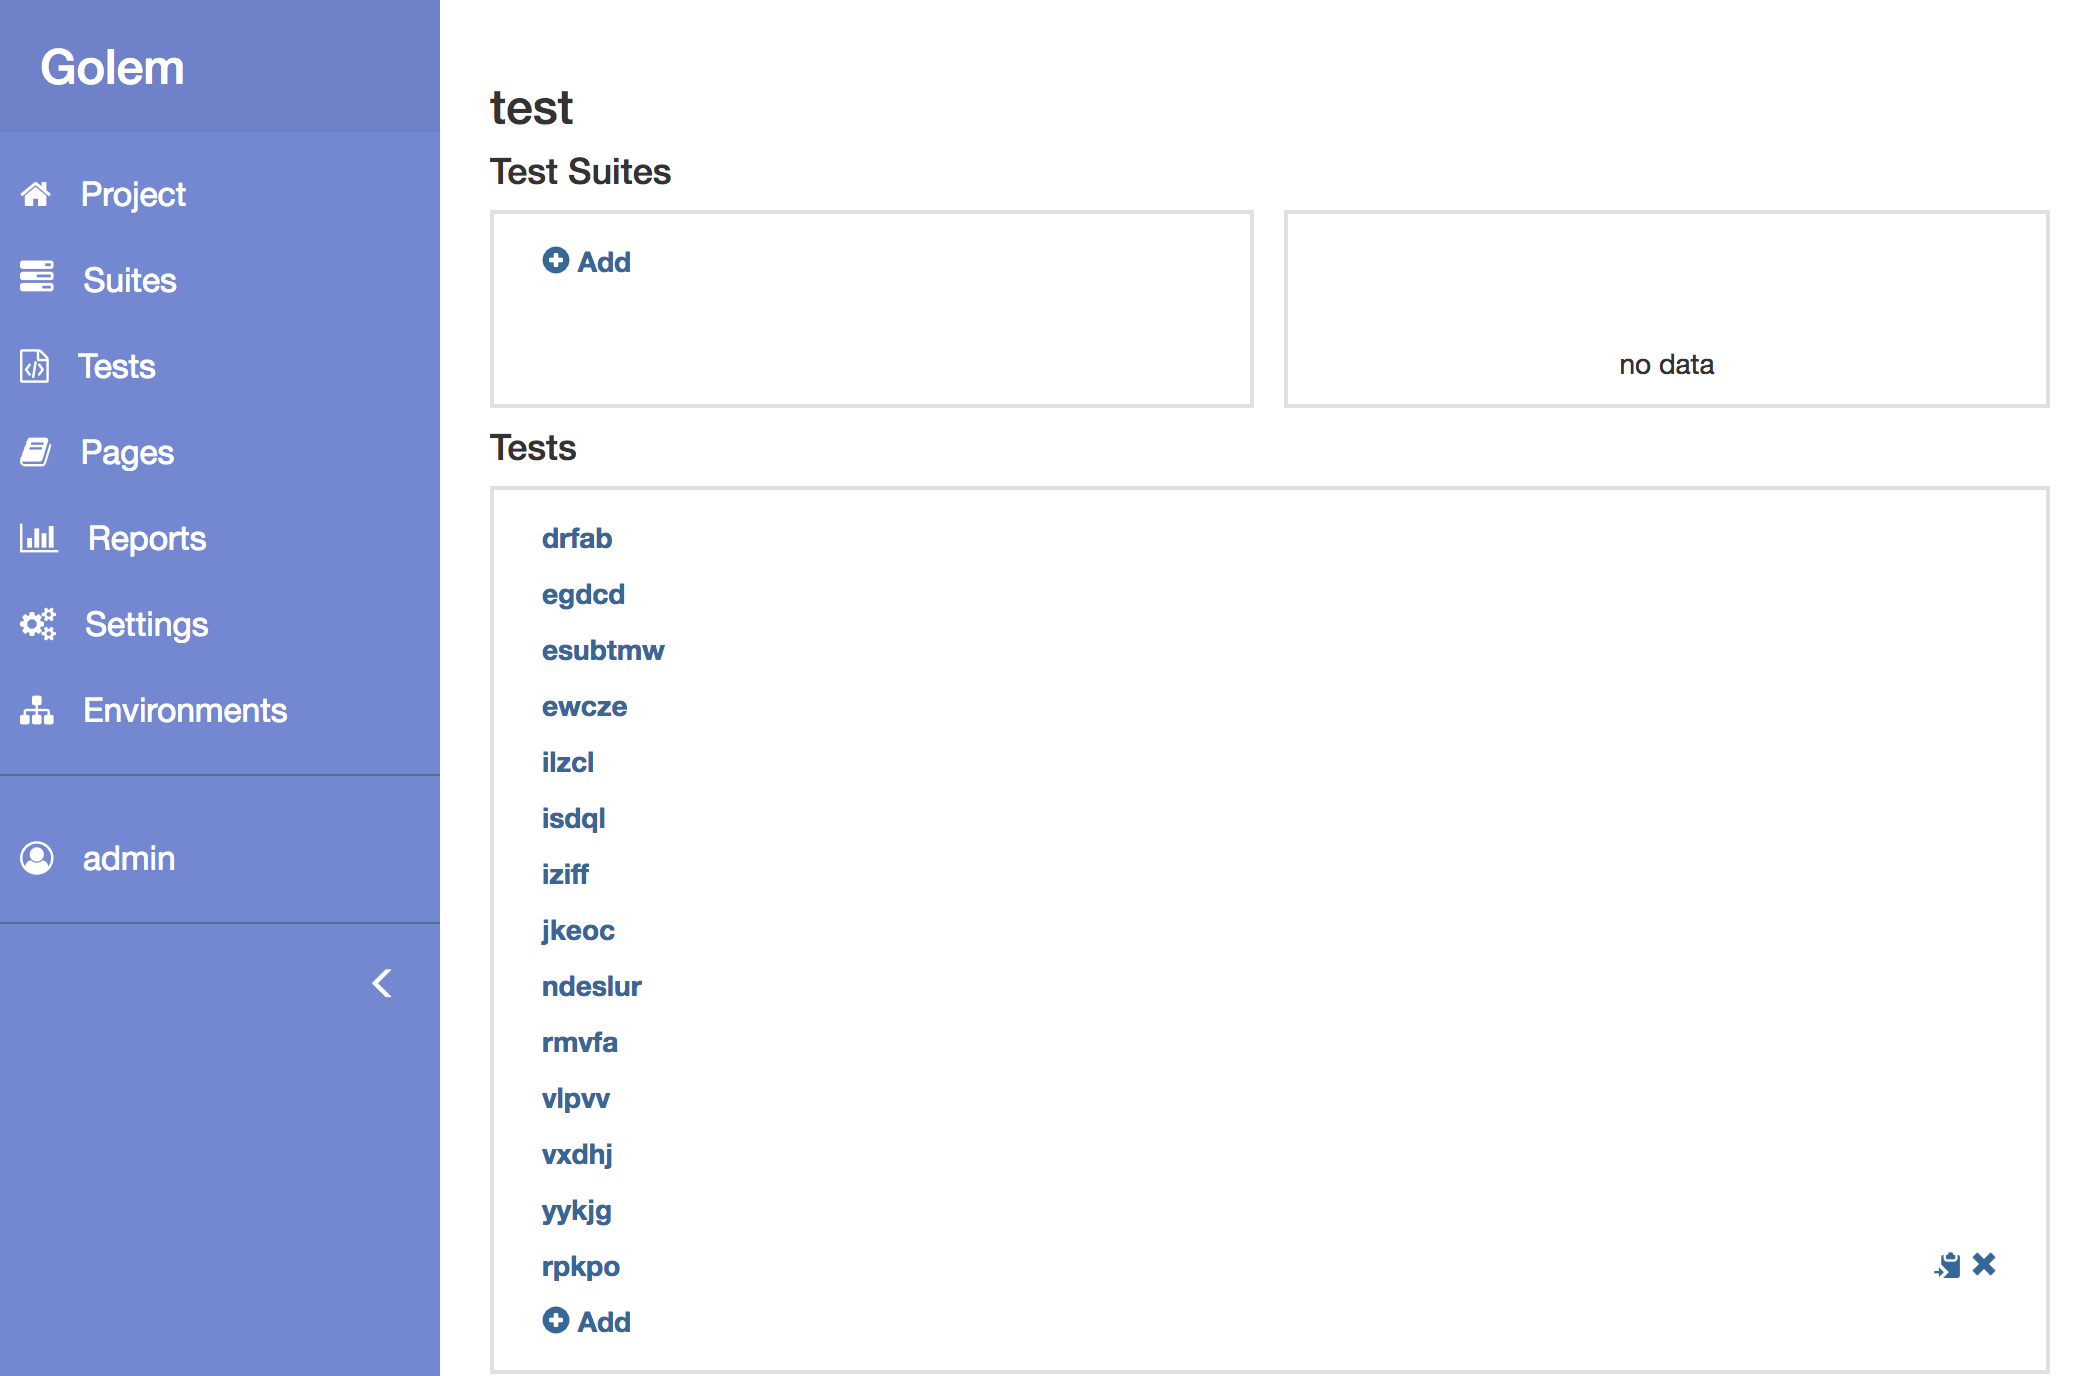 Golem
Project
Suites
Tests
Pages
Reports
Settings
Environments
admin
test
Test Suites
Add
no data
Tests
drfab
egdcd
esubtmw
ewcze
ilzcl
isdql
iziff
jkeoc
ndeslur
rmvfa
vlpvv
vxdhj
yykjg
rpkpo
Add